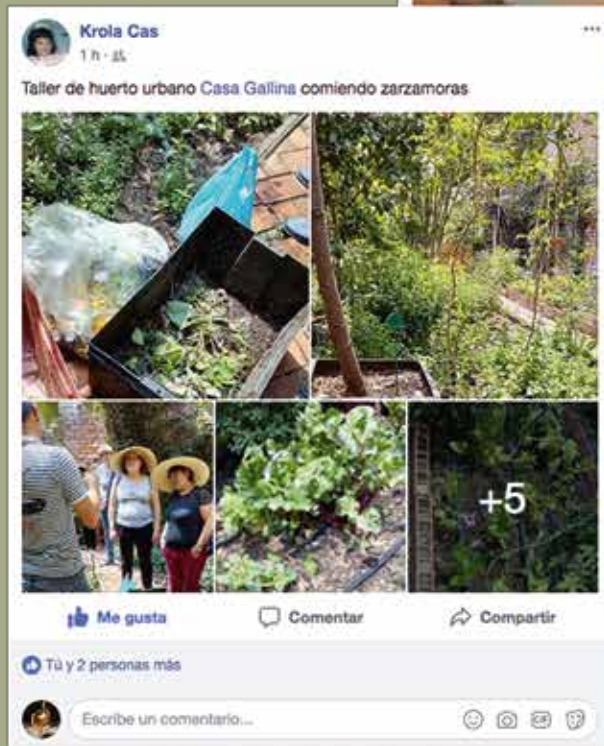 Krola Cas
1 h
Taller de huerto urbano Casa Gallina comiendo zarzamoras
+5
Me gusta
Comentar
Compartir
Tú y 2 personas más
Escribe un comentario...
GIF